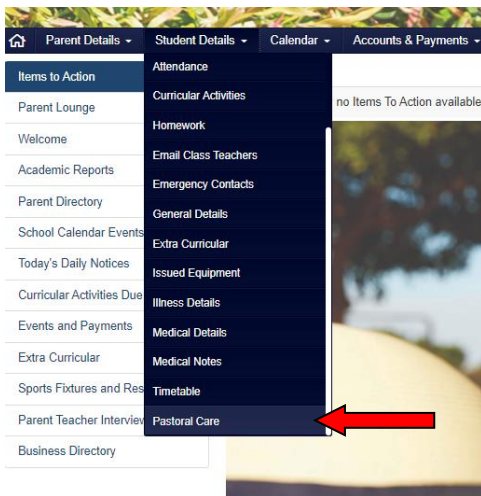 Parent Details Student Details Calendar Accounts & Payments
Items to Action
Parent Lounge
Welcome
Academic Reports
Parent Directory
School Calendar Events
Today's Daily Notices
Curricular Activities Due
Events and Payments
Extra Curricular
Sports Fixtures and Res
Parent Teacher Interview
Business Directory
Attendance
Curricular Activities
Homework
Email Class Teachers
Emergency Contacts
General Details
Extra Curricular
Issued Equipment
Illness Details
Medical Details
Medical Notes
Timetable
Pastoral Care
no Items To Action available